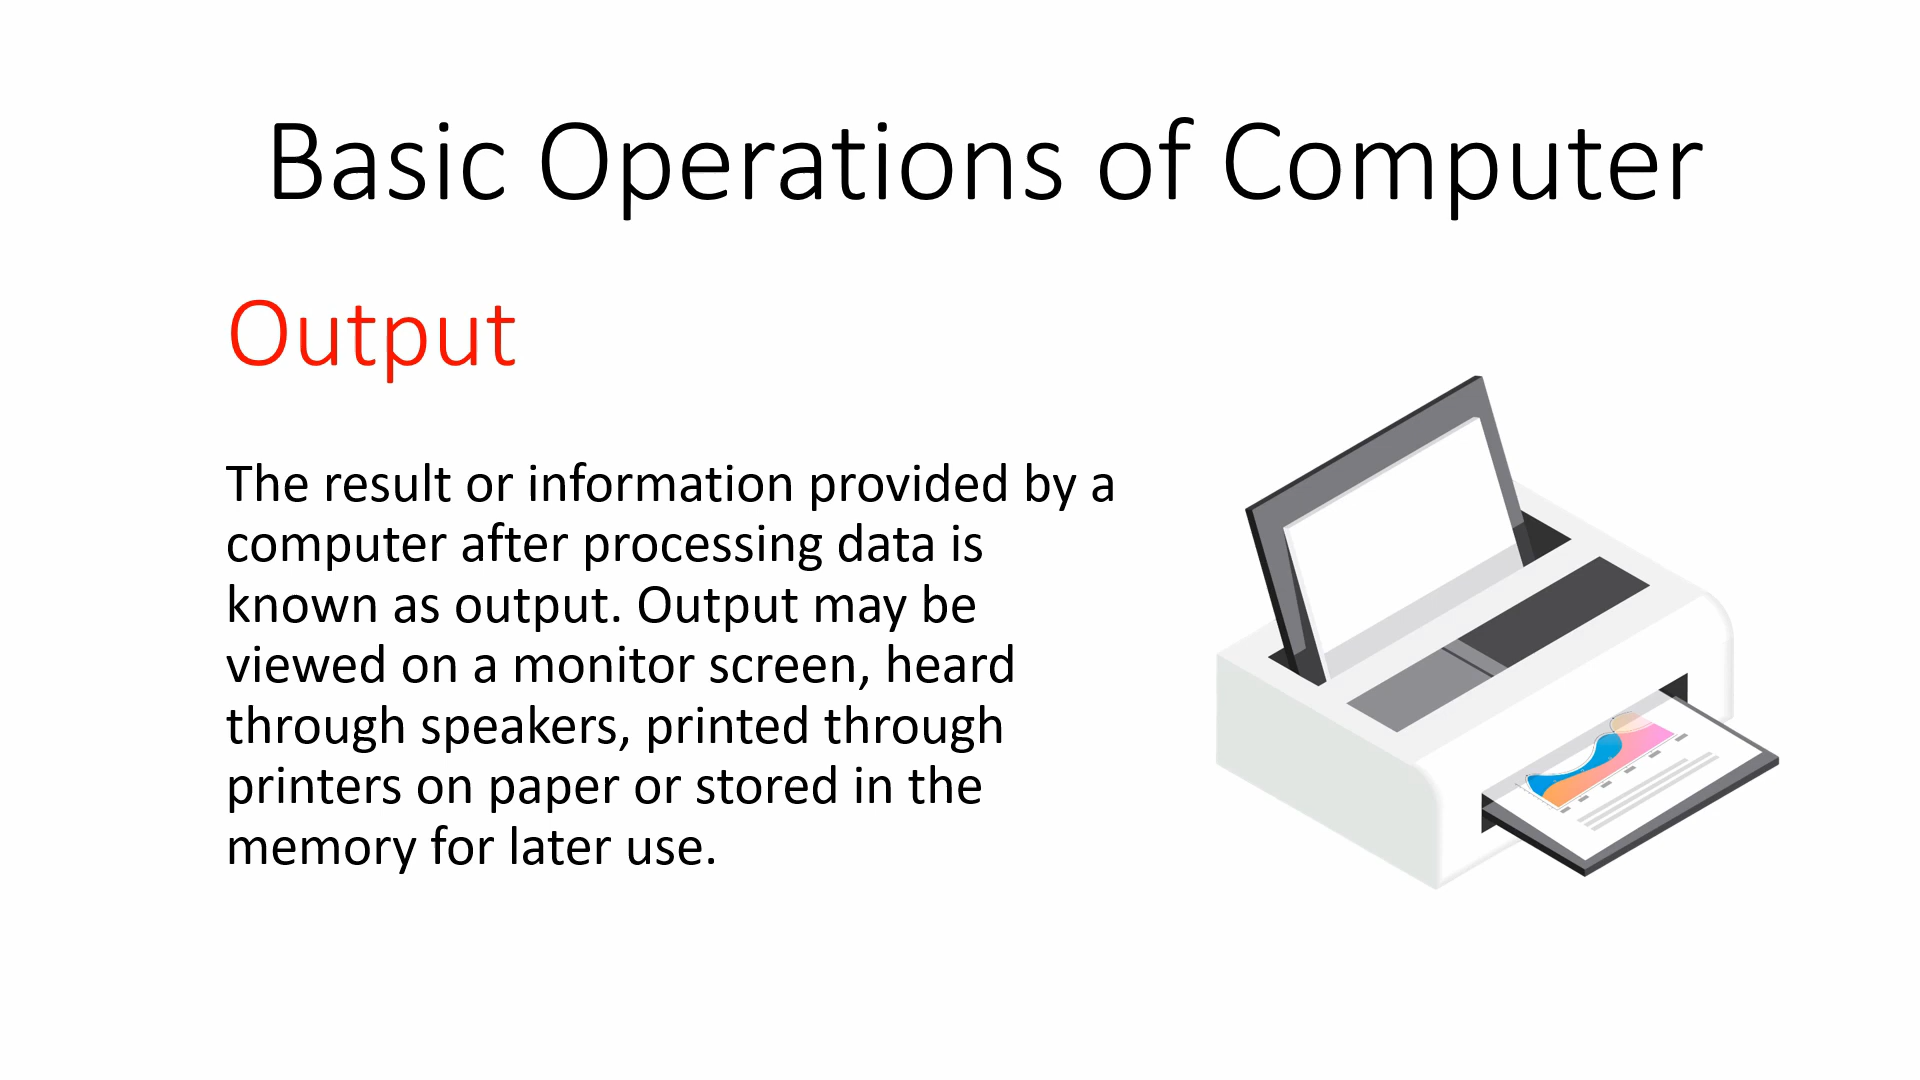 Basic Operations of Computer
Output
The result or information provided by a
computer after processing data is
known as output. Output may be
viewed on a monitor screen, heard
through speakers, printed through
printers on paper or stored in the
memory for later use.